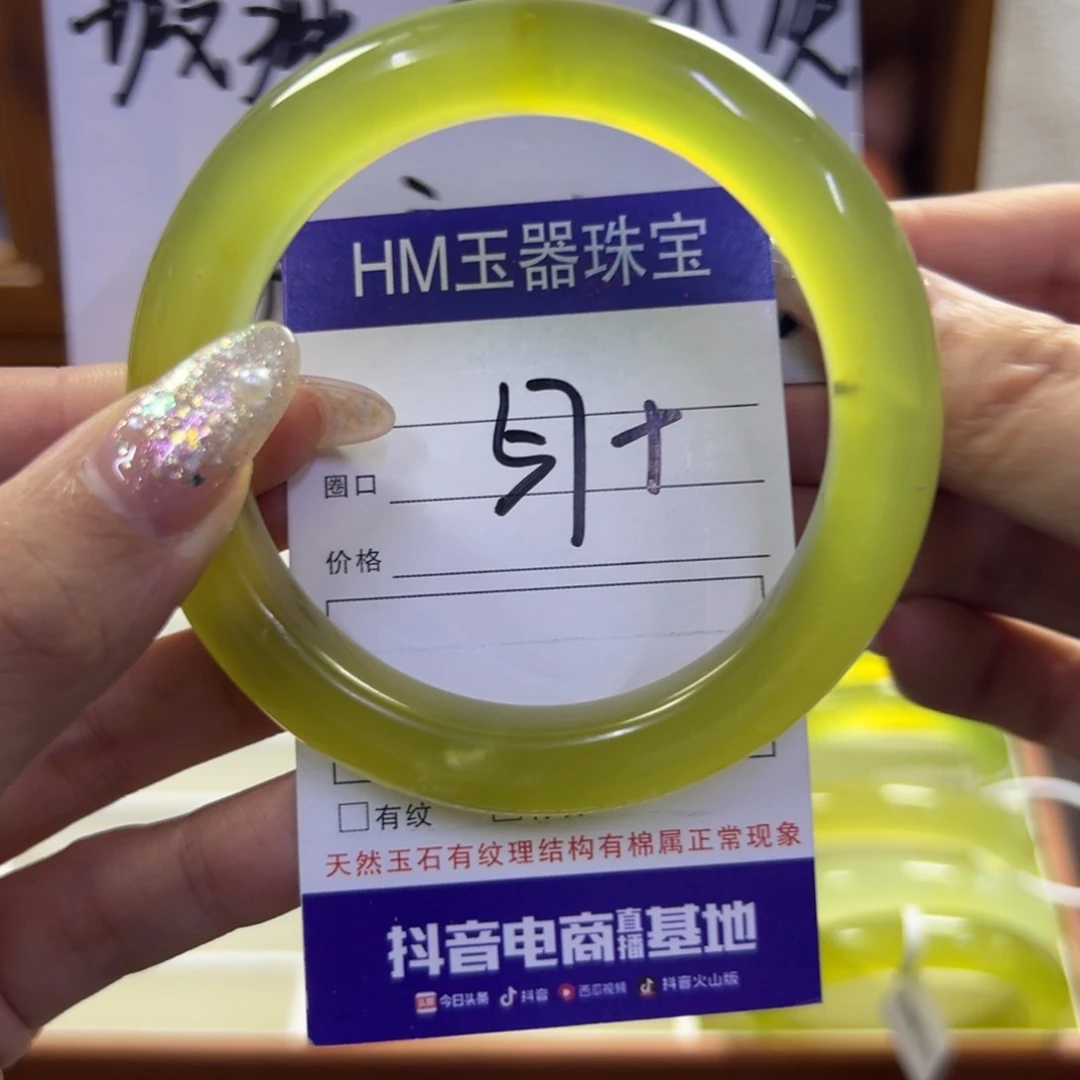 HM玉器珠宝
圈口
价格
有纹
天然玉石有纹理结构有棉属正常现象
抖音电商直播基地
头条 今日头条 抖音 西瓜视频 抖音火山版